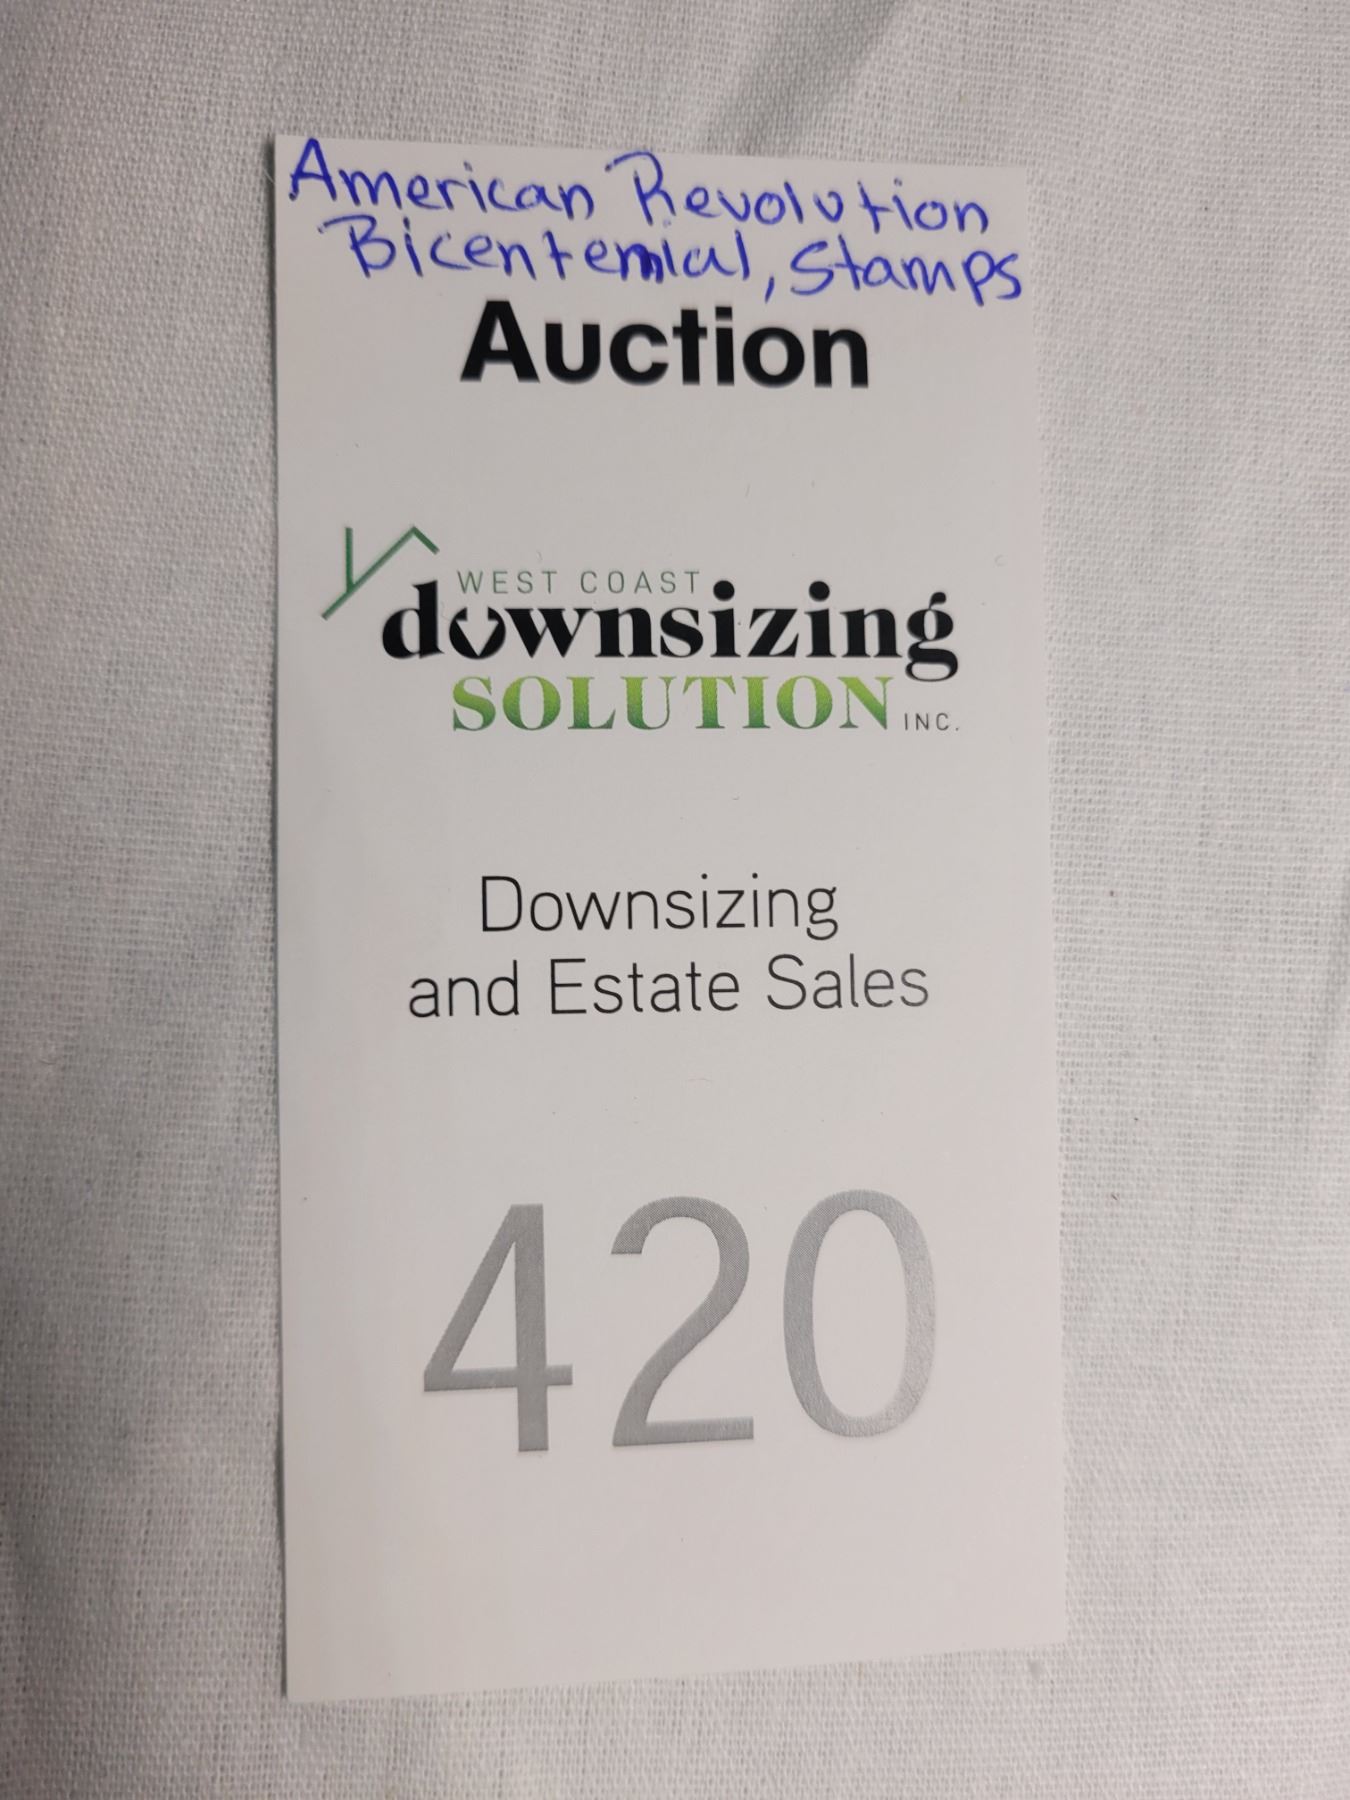 American Revolution
Bicentennial, Stamps
Auction
WEST COAST
downsizing
SOLUTION INC.
Downsizing
and Estate Sales
420